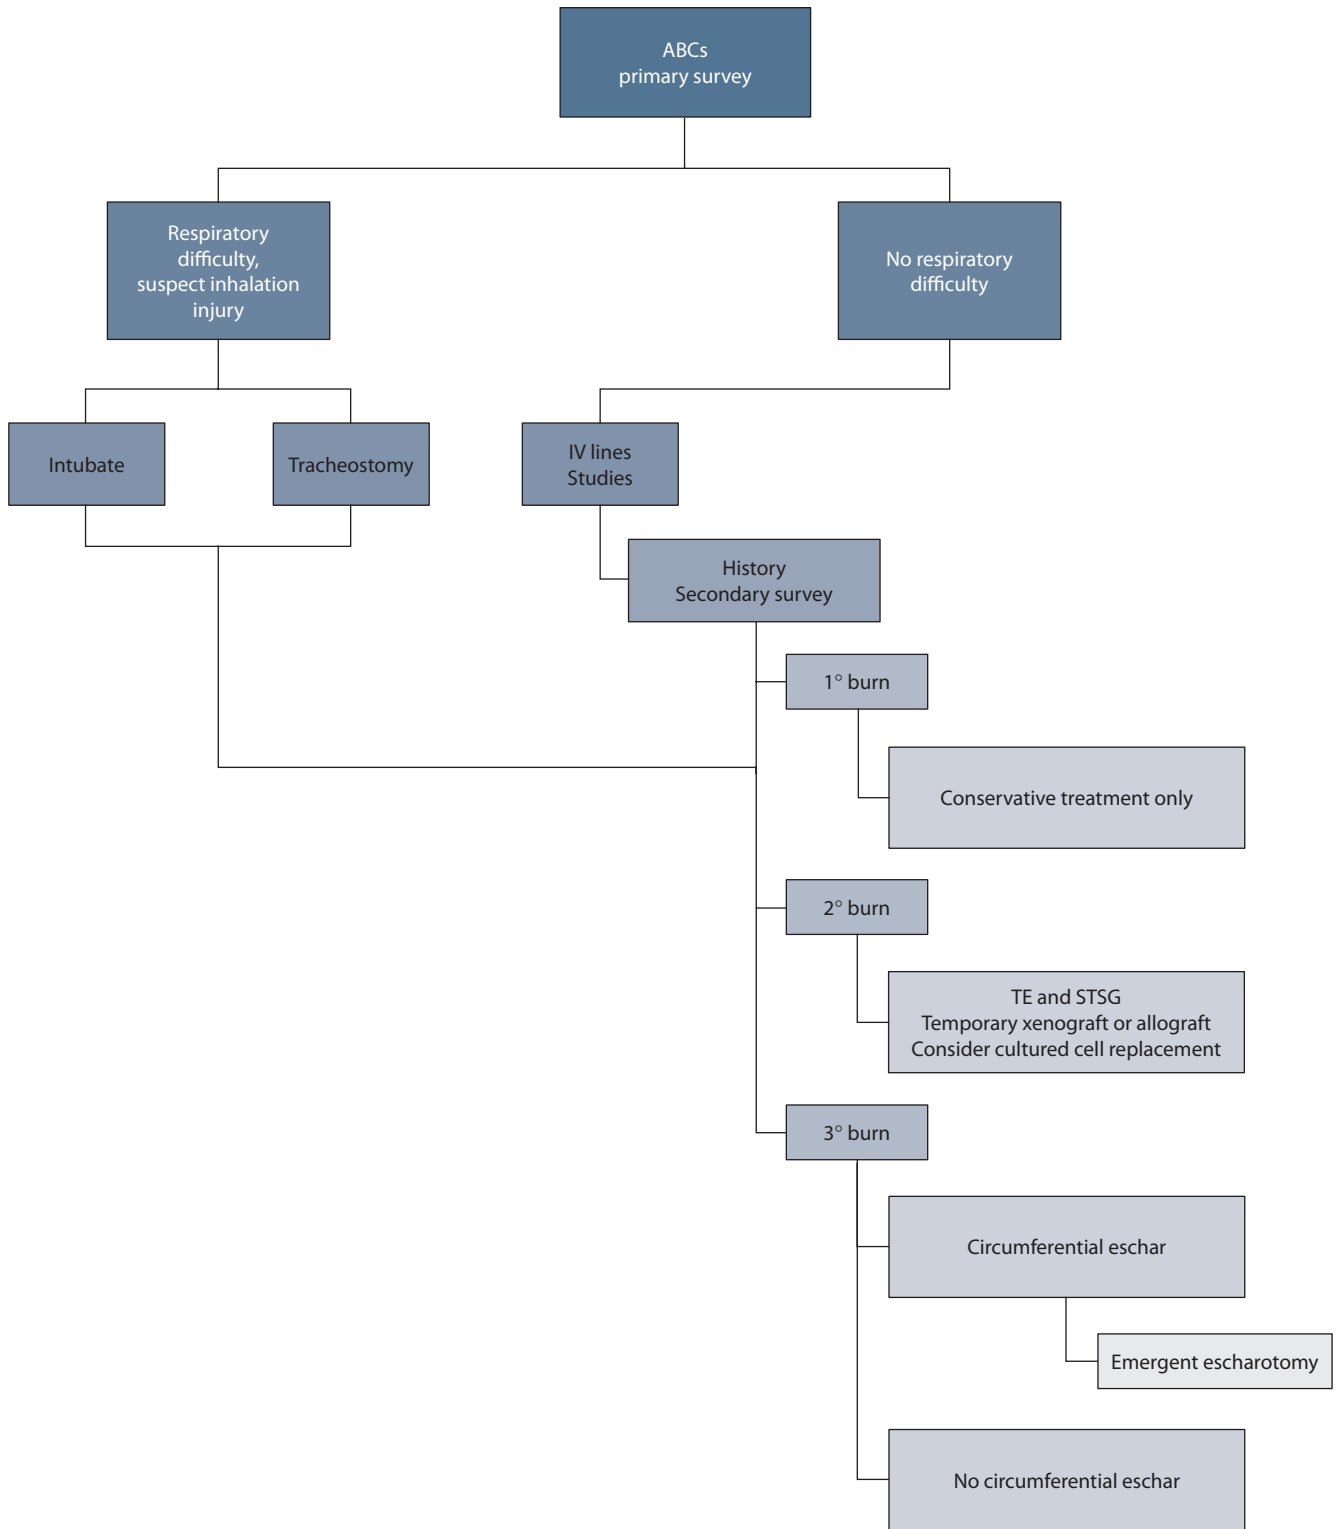 ABCs
primary survey
Respiratory
difficulty,
suspect inhalation
injury
No respiratory
difficulty
Intubate
Tracheostomy
IV lines
Studies
History
Secondary survey
1° burn
Conservative treatment only
2° burn
TE and STSG
Temporary xenograft or allograft
Consider cultured cell replacement
3° burn
Circumferential eschar
Emergent escharotomy
No circumferential eschar